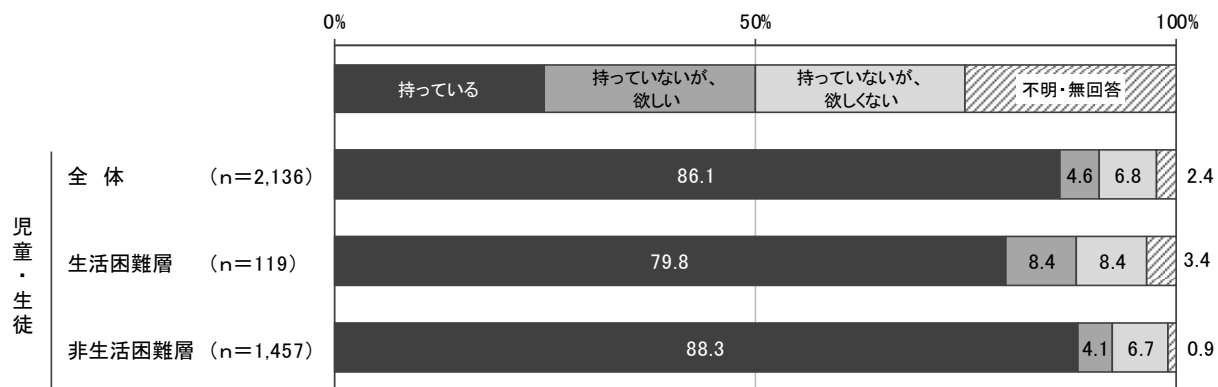 0%
50%
100%
持っている
持っていないが、
欲しい
持っていないが、
欲しくない
不明・無回答
児童・生徒
全 体 (n=2,136)
86.1
4.6
6.8
2.4
生活困難層 (n=119)
79.8
8.4
8.4
3.4
非生活困難層 (n=1,457)
88.3
4.1
6.7
0.9